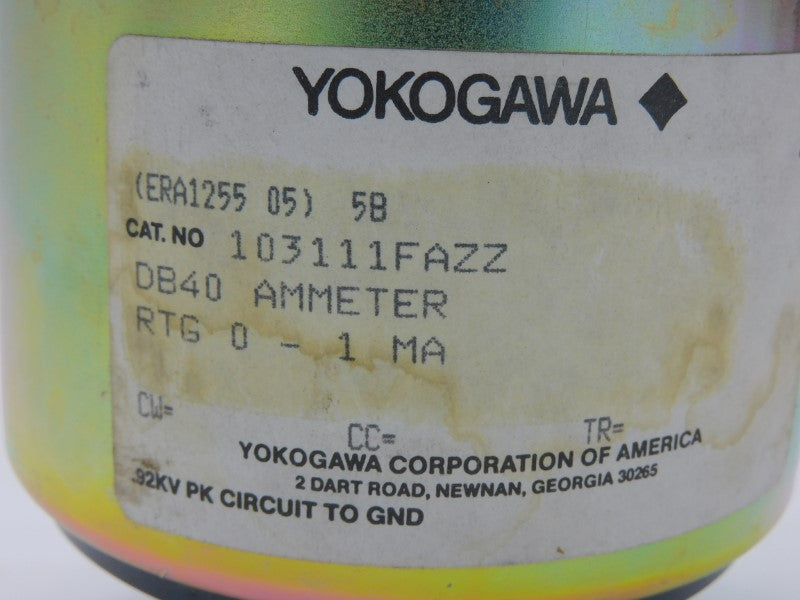 YOKOGAWA
(ERA1255 05) 5B
CAT. NO 103111FAZZ
DB40 AMMETER
RTG 0 - 1 MA
CW=
CC= TR=
YOKOGAWA CORPORATION OF AMERICA
2 DART ROAD, NEWNAN, GEORGIA 30265
.92KV PK CIRCUIT TO GND